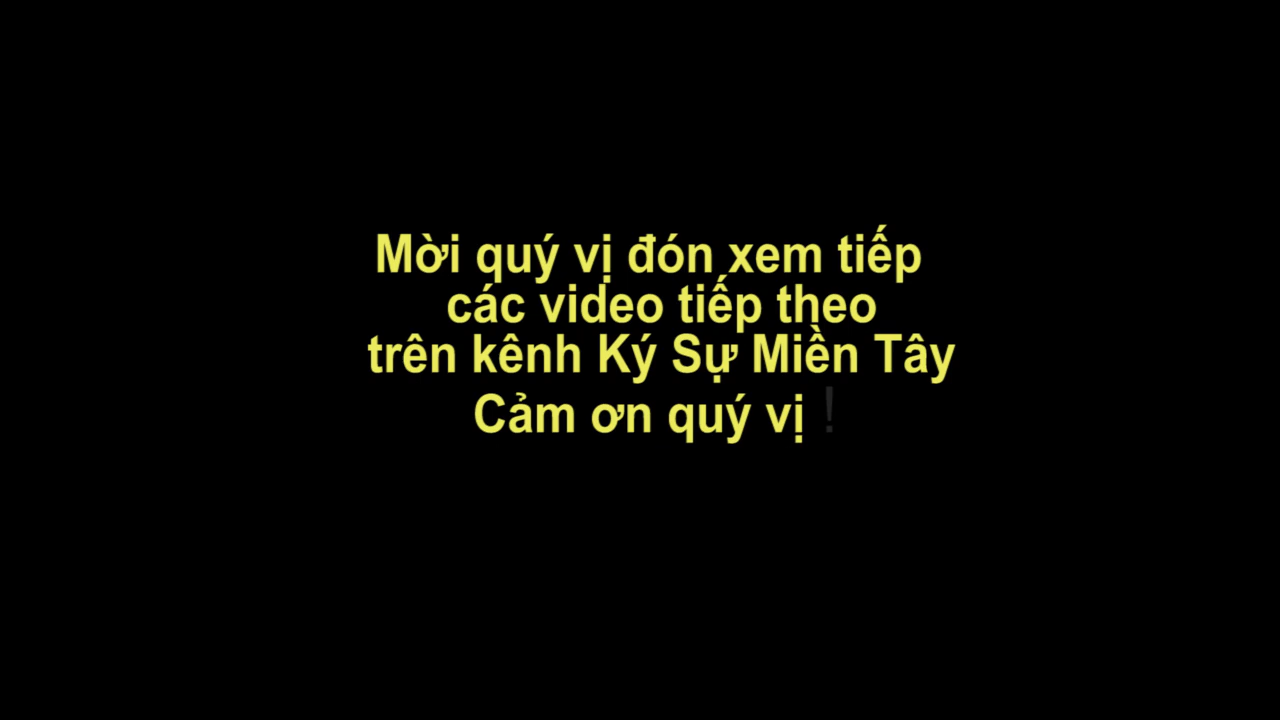 Mời quý vị đón xem tiếp
các video tiếp theo
trên kênh Ký Sự Miền Tây
Cảm ơn quý vị !